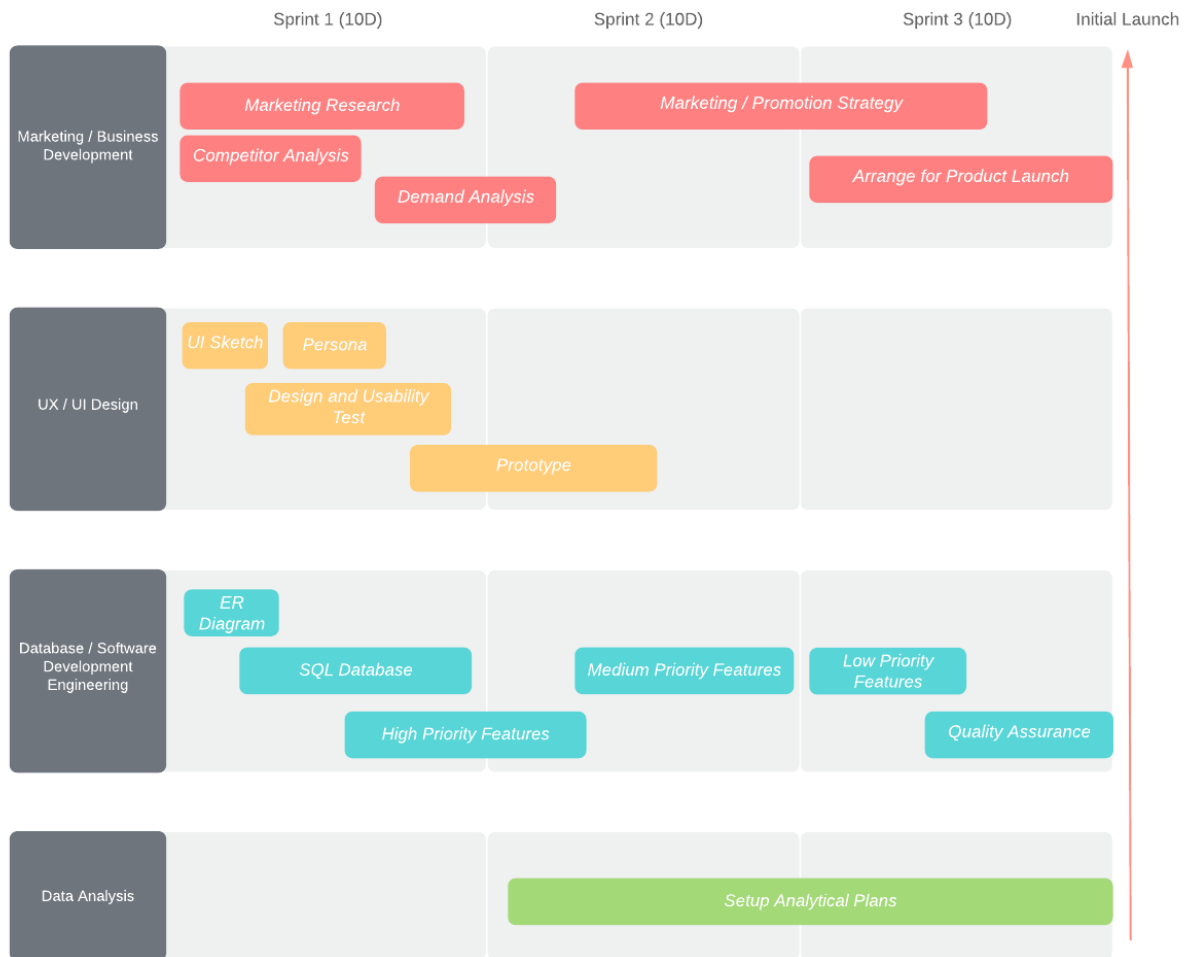 Sprint 1 (10D)
Sprint 2 (10D)
Sprint 3 (10D)
Initial Launch
Marketing / Business
Development
Marketing Research
Marketing / Promotion Strategy
Competitor Analysis
Arrange for Product Launch
Demand Analysis
UX / UI Design
UI Sketch
Persona
Design and Usability
Test
Prototype
Database / Software
Development
Engineering
ER
Diagram
SQL Database
Medium Priority Features
Low Priority
Features
High Priority Features
Quality Assurance
Data Analysis
Setup Analytical Plans